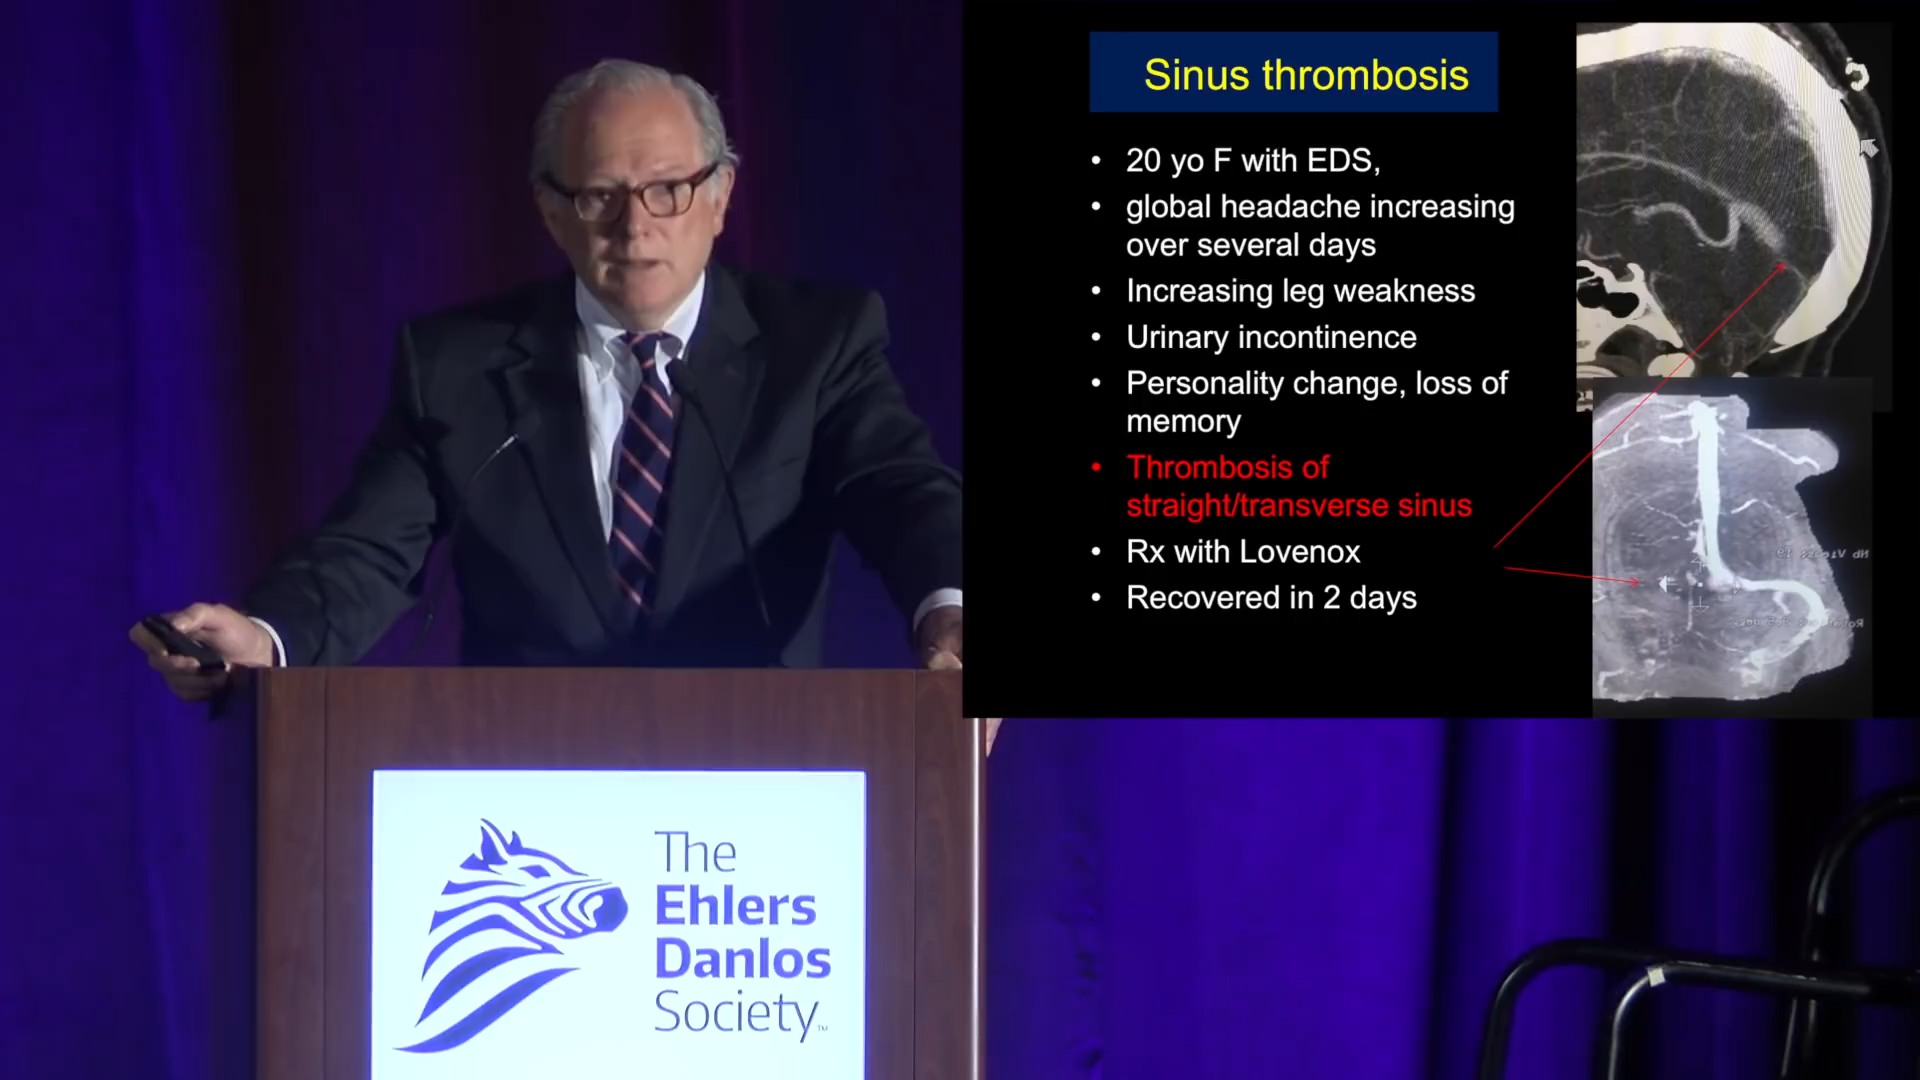 Sinus thrombosis
• 20 yo F with EDS,
• global headache increasing
over several days
• Increasing leg weakness
• Urinary incontinence
• Personality change, loss of
memory
• Thrombosis of
straight/transverse sinus
• Rx with Lovenox
• Recovered in 2 days
The
Ehlers
Danlos
Society™